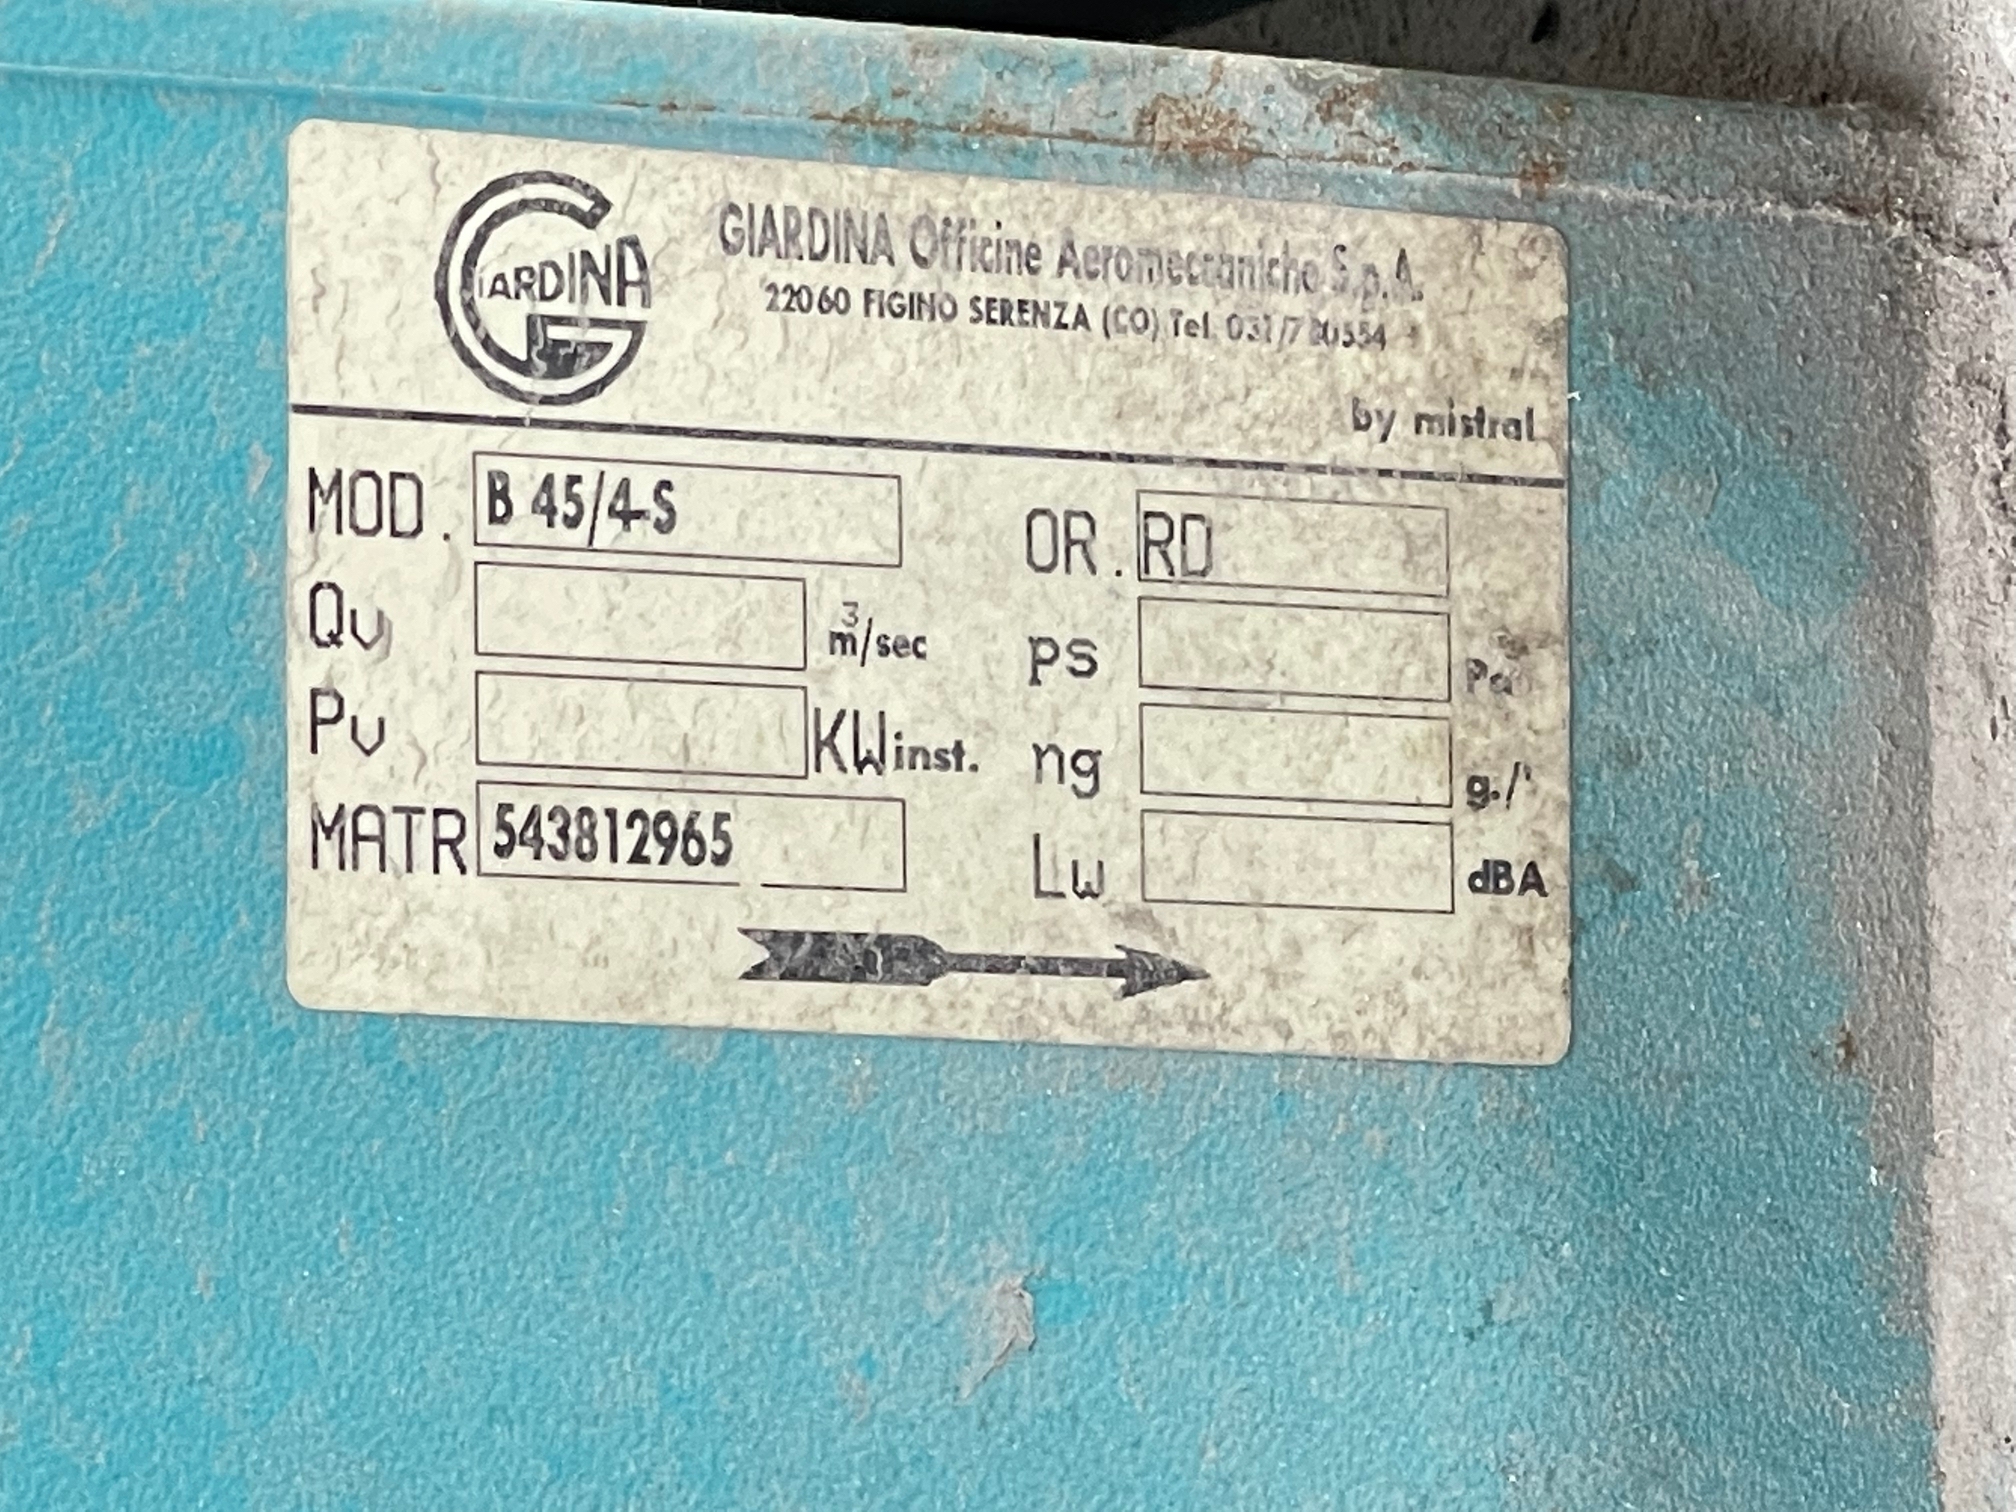 GIARDINA
GIARDINA Officine Aeromeccaniche S.p.A.
22060 FIGINO SERENZA (CO) Tel.
by mistral
MOD. B 45/4-S OR. RD
Qv m³/sec ps Pa
Pv KW inst. ng g./'
MATR 543812965 Lw dBA